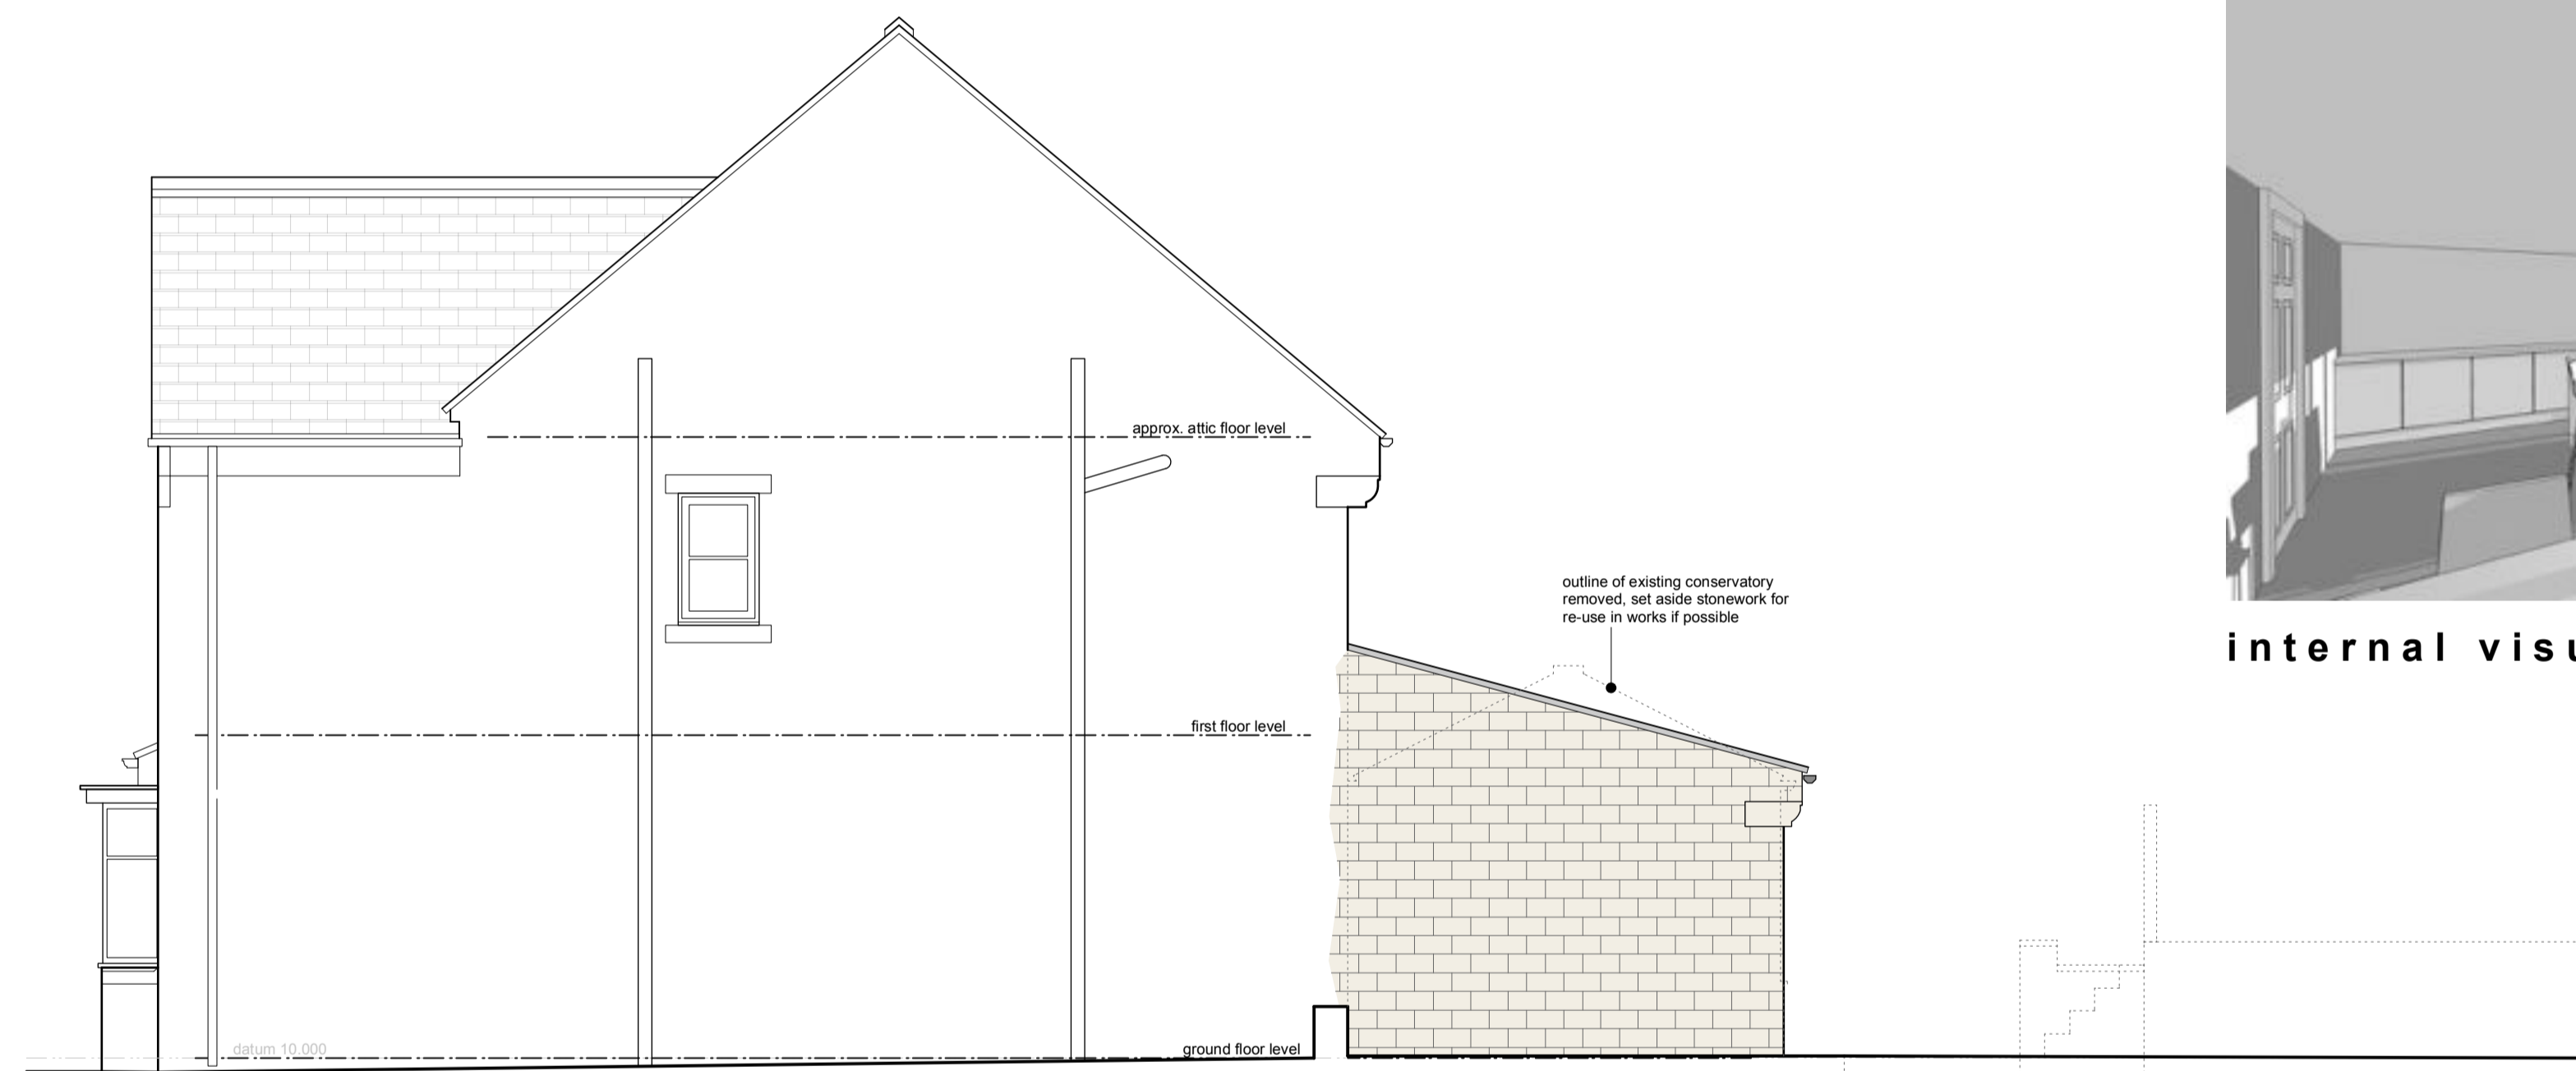 approx. attic floor level
outline of existing conservatory
removed, set aside stonework for
re-use in works if possible
internal visu
first floor level
datum 10.000
ground floor level